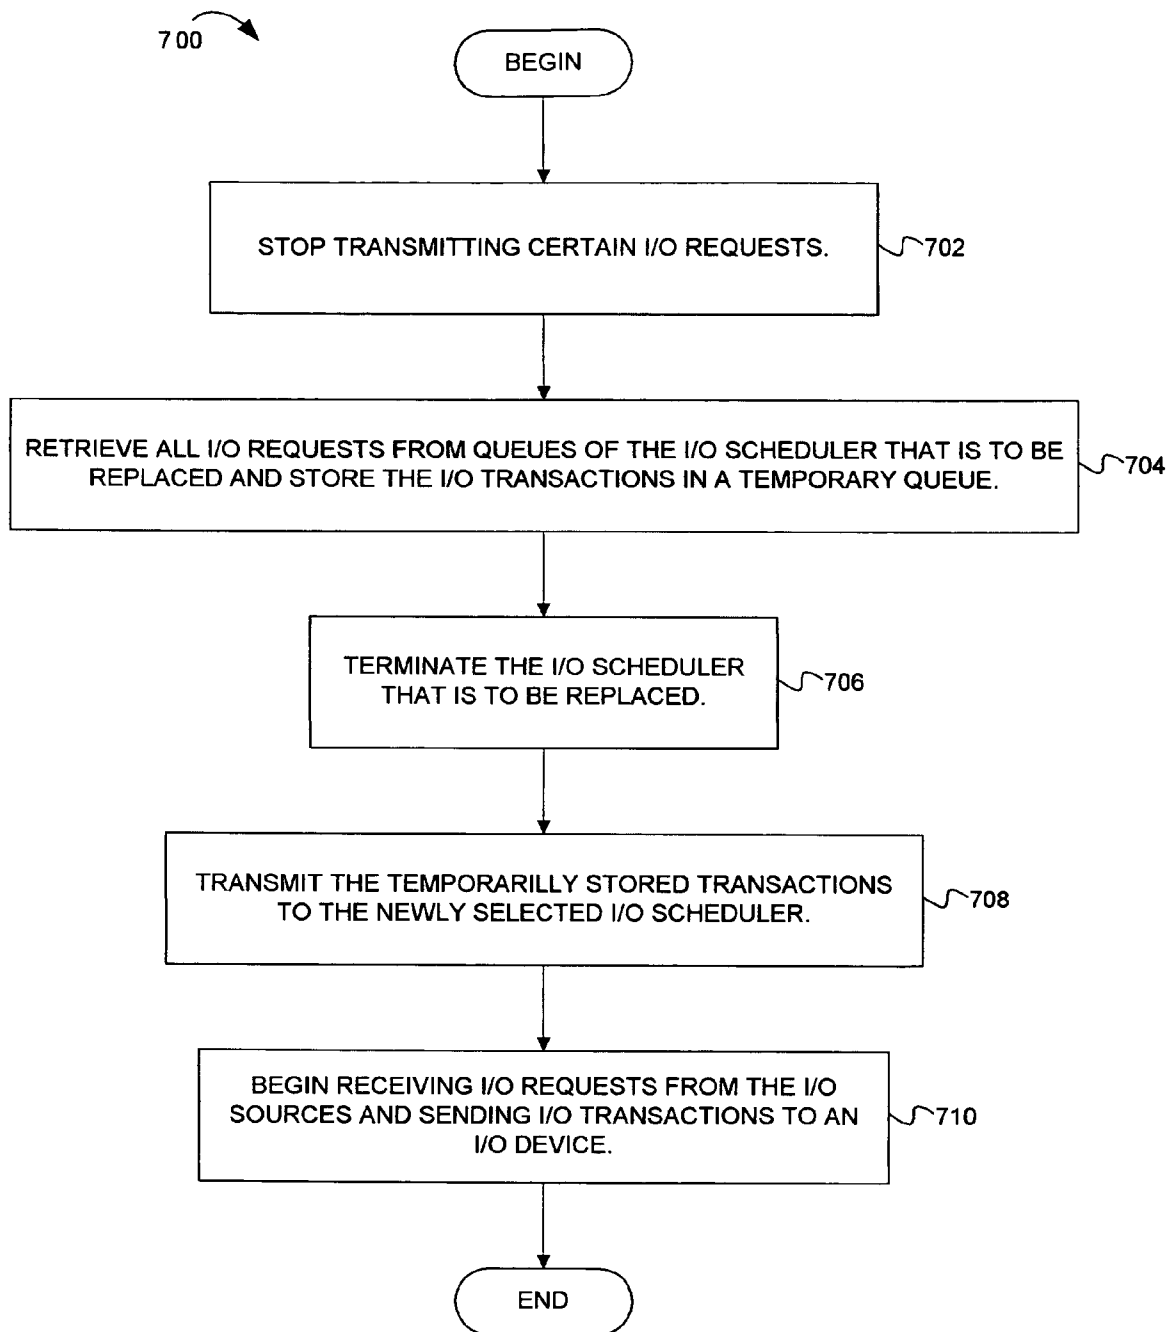 700
BEGIN
STOP TRANSMITTING CERTAIN I/O REQUESTS.
702
RETRIEVE ALL I/O REQUESTS FROM QUEUES OF THE I/O SCHEDULER THAT IS TO BE
REPLACED AND STORE THE I/O TRANSACTIONS IN A TEMPORARY QUEUE.
704
TERMINATE THE I/O SCHEDULER
THAT IS TO BE REPLACED.
706
TRANSMIT THE TEMPORARILLY STORED TRANSACTIONS
TO THE NEWLY SELECTED I/O SCHEDULER.
708
BEGIN RECEIVING I/O REQUESTS FROM THE I/O
SOURCES AND SENDING I/O TRANSACTIONS TO AN
I/O DEVICE.
710
END